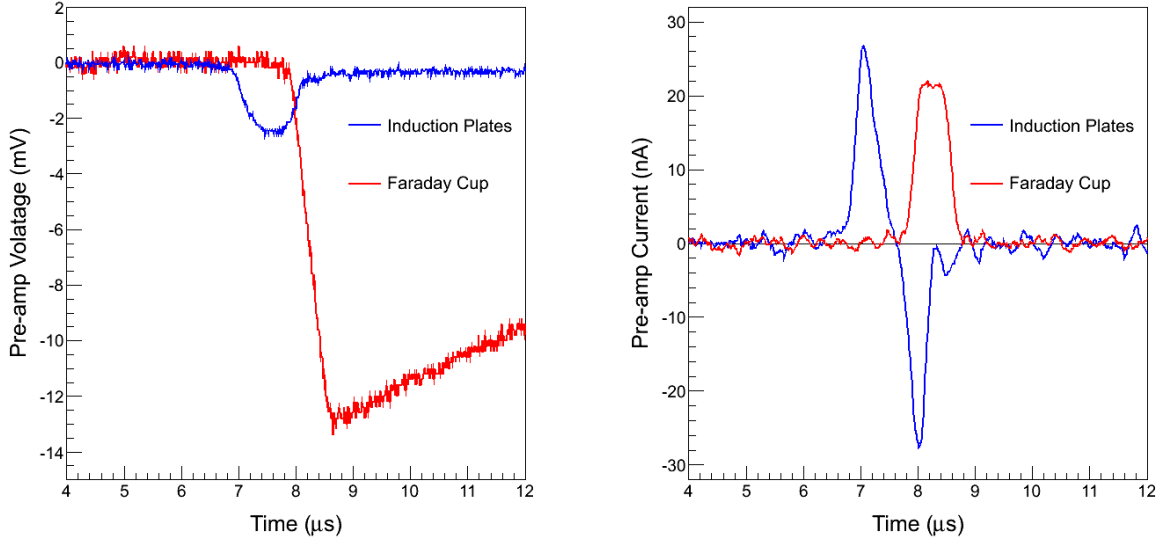 2
0
-2
-4
-6
-8
-10
-12
-14
Pre-amp Volatage (mV)
Induction Plates
Faraday Cup
4 5 6 7 8 9 10 11 12
Time (μs)
30
20
10
0
-10
-20
-30
Pre-amp Current (nA)
Induction Plates
Faraday Cup
4 5 6 7 8 9 10 11 12
Time (μs)